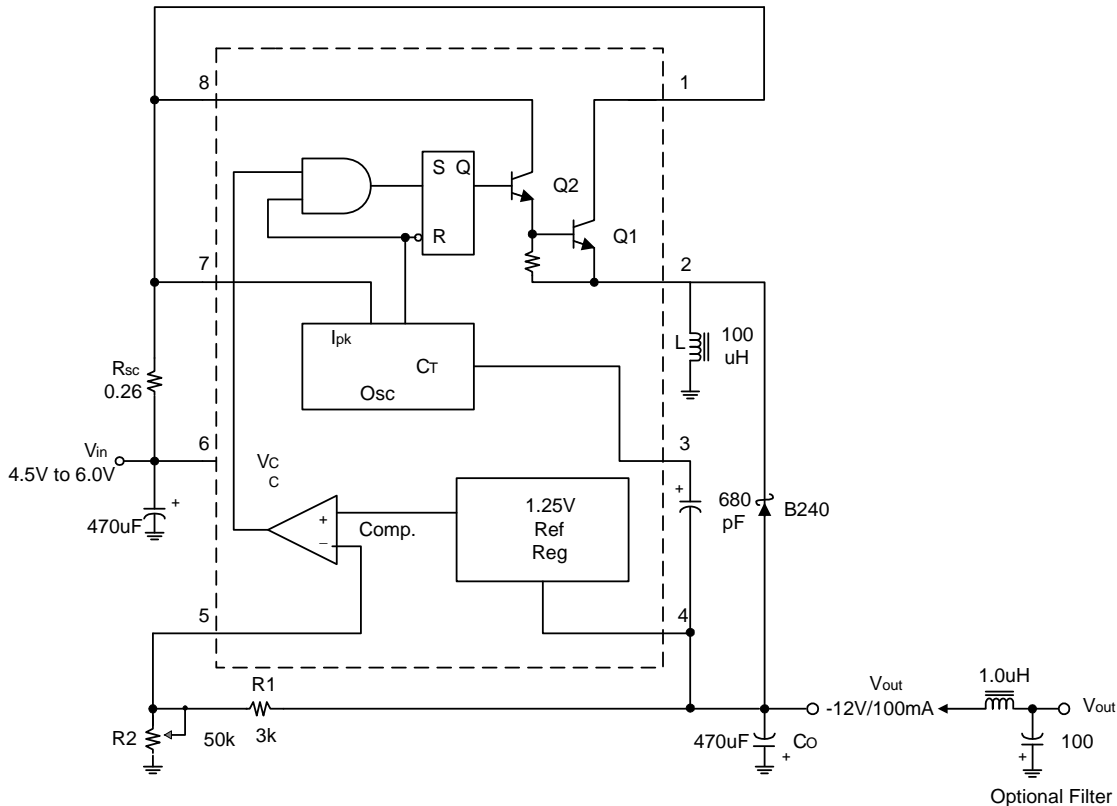 8
1
S Q
Q2
R
Q1
7
2
Ipk
L
100
uH
CT
Rsc
0.26
Osc
Vin
6
3
4.5V to 6.0V
VC
C
+
680
pF
B240
1.25V
Ref
Reg
+
470uF
+
Comp.
−
5
4
R1
Vout
1.0uH
-12V/100mA
Vout
R2
50k
3k
470uF
CO
+
100
+
Optional Filter